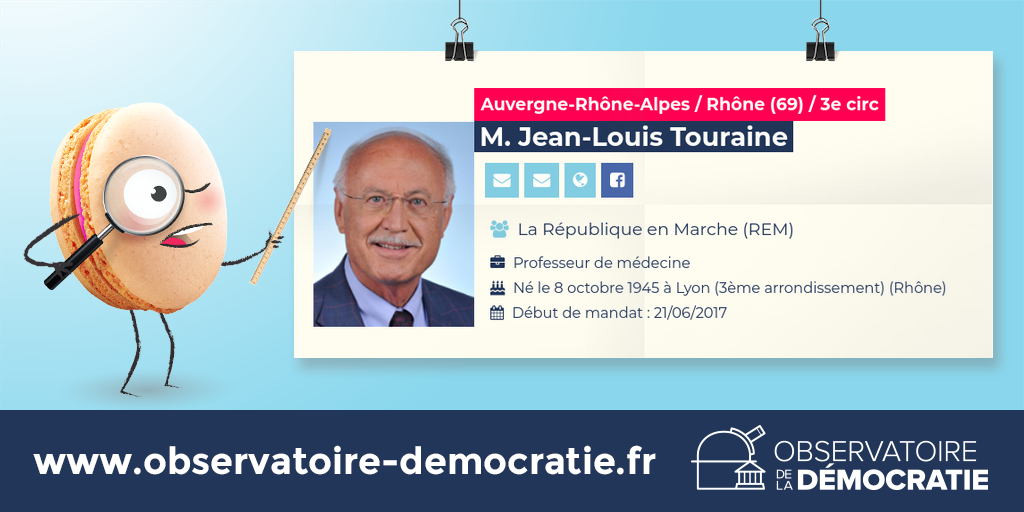 Auvergne-Rhône-Alpes / Rhône (69) / 3e circ
M. Jean-Louis Touraine
La République en Marche (REM)
Professeur de médecine
Né le 8 octobre 1945 à Lyon (3ème arrondissement) (Rhône)
Début de mandat : 21/06/2017
www.observatoire-democratie.fr
OBSERVATOIRE
DE LA DÉMOCRATIE